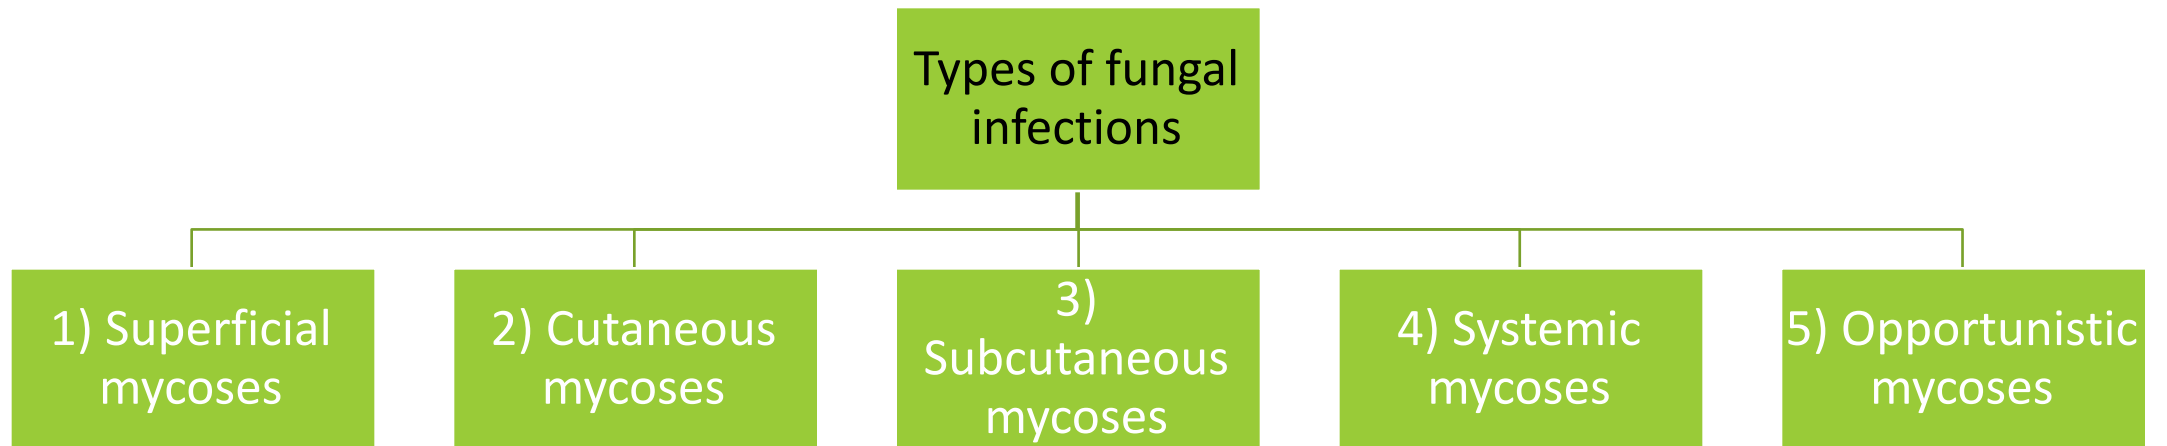 Types of fungal
infections
1) Superficial
mycoses
2) Cutaneous
mycoses
3)
Subcutaneous
mycoses
4) Systemic
mycoses
5) Opportunistic
mycoses